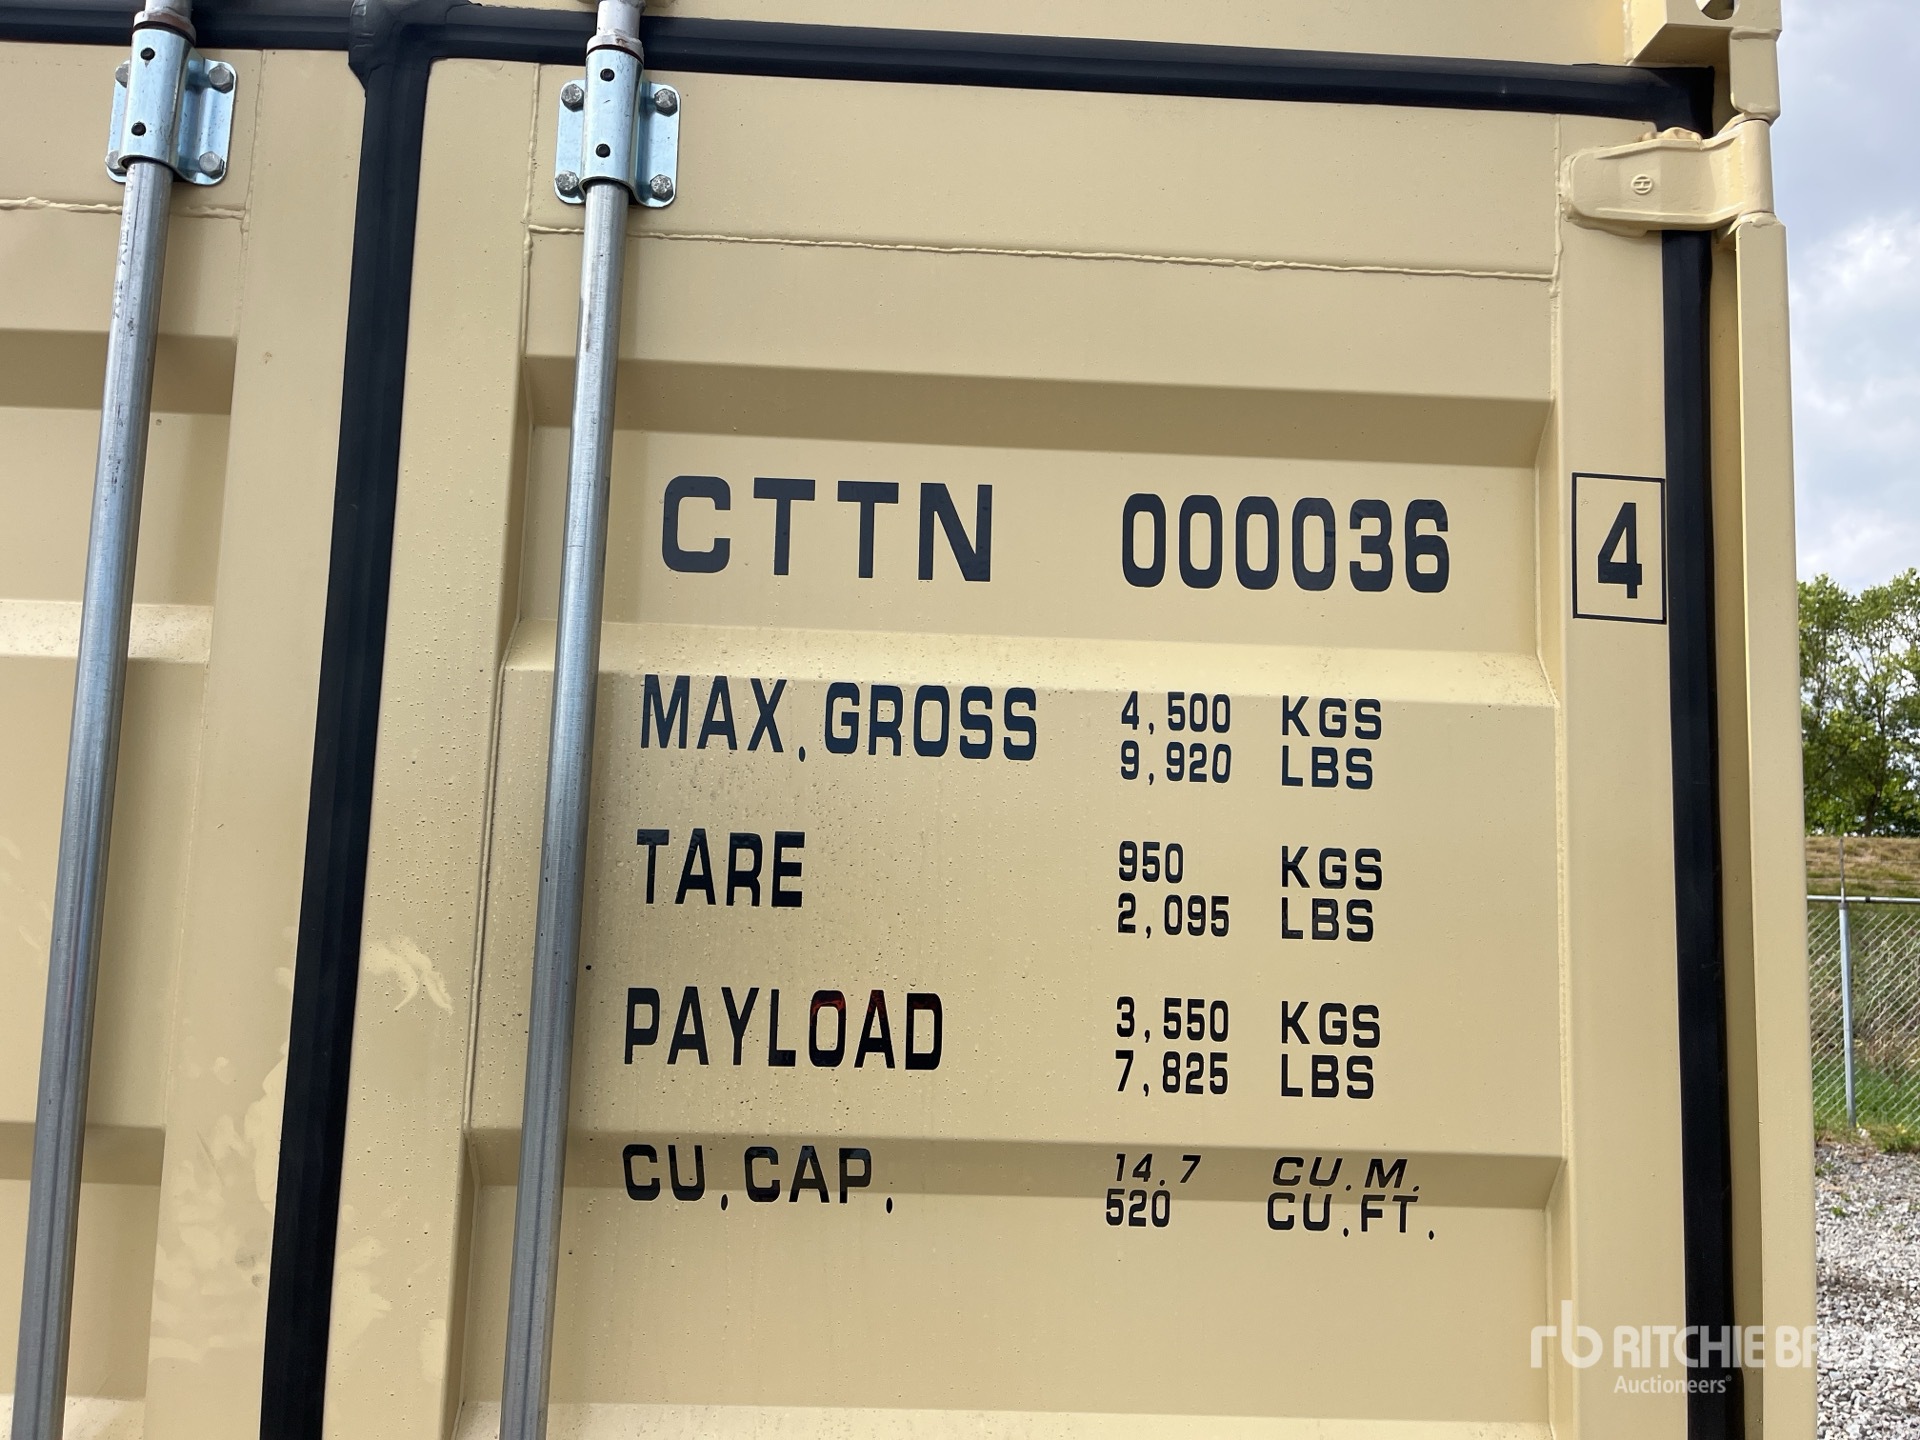 CTTN 000036 4
MAX.GROSS 4,500 KGS
9,920 LBS
TARE 950 KGS
2,095 LBS
PAYLOAD 3,550 KGS
7,825 LBS
CU.CAP. 14.7 CU.M.
520 CU.FT.
rb RITCHIE BROS
Auctioneers®